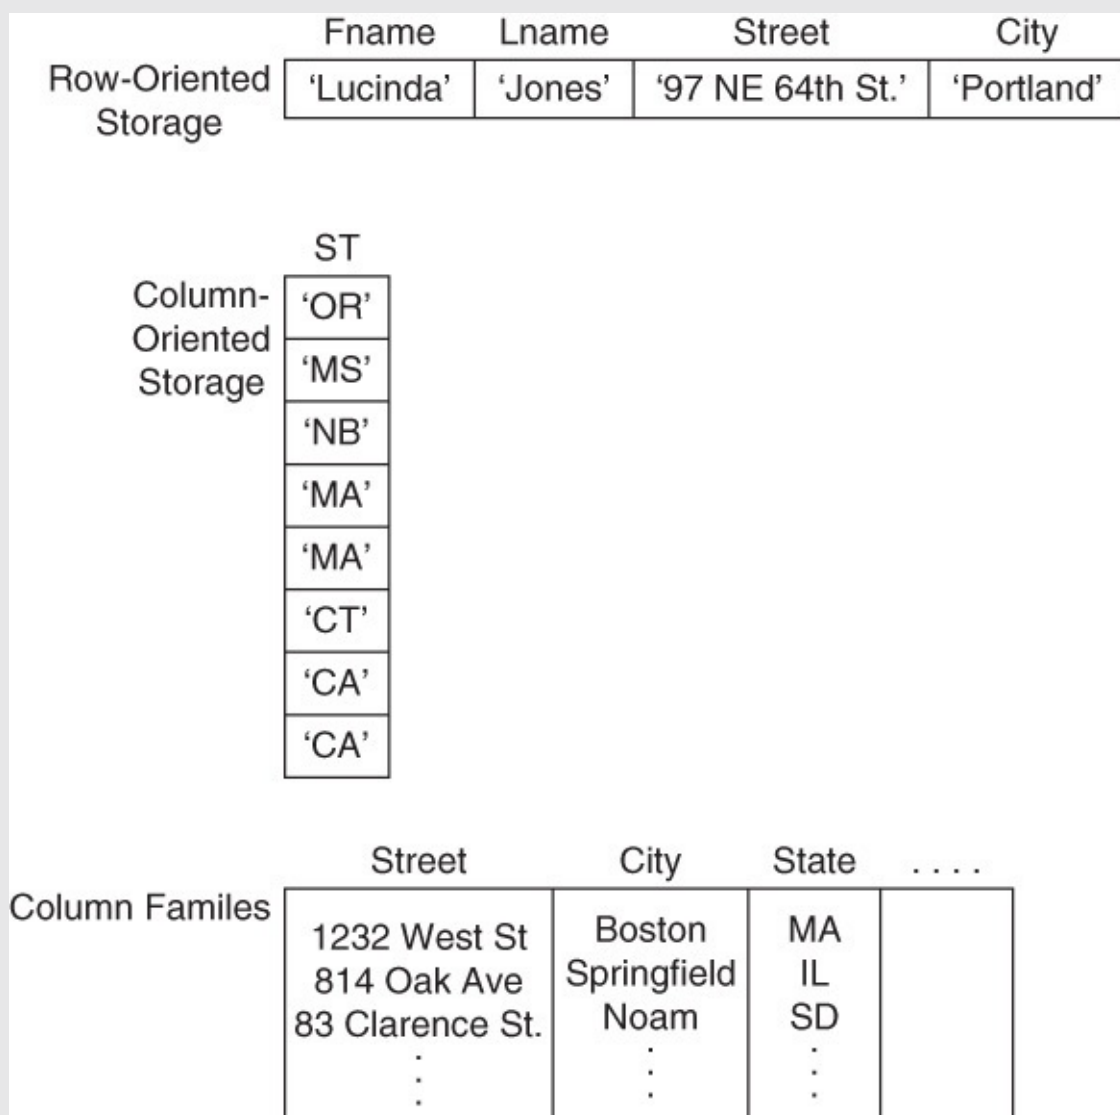 Fname Lname Street City
Row-Oriented Storage
‘Lucinda’ ‘Jones’ ‘97 NE 64th St.’ ‘Portland’
ST
Column-Oriented Storage
‘OR’
‘MS’
‘NB’
‘MA’
‘MA’
‘CT’
‘CA’
‘CA’
Street City State ....
Column Familes
1232 West St Boston MA
814 Oak Ave Springfield IL
83 Clarence St. Noam SD